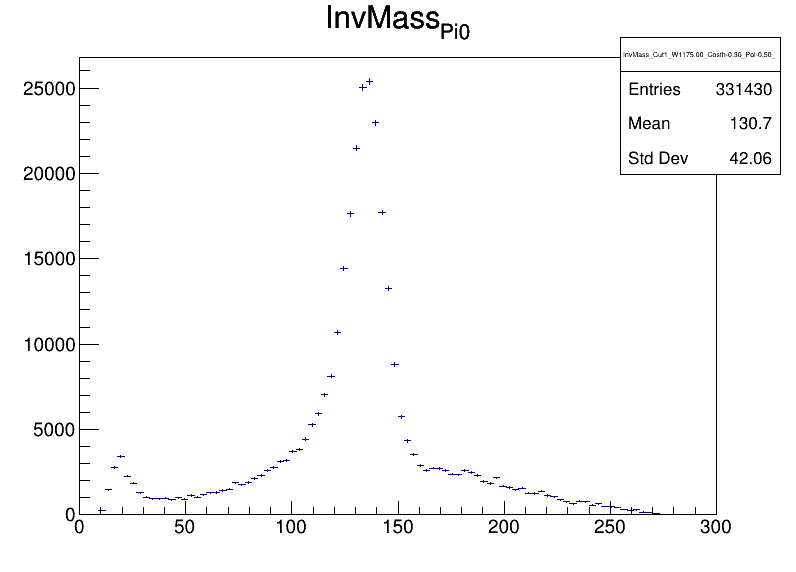 InvMass_Pi0
InvMass_Cut1_W1175.00_Costh-0.30_Pol-0.50_
Entries 331430
Mean 130.7
Std Dev 42.06
25000
20000
15000
10000
5000
0
0 50 100 150 200 250 300